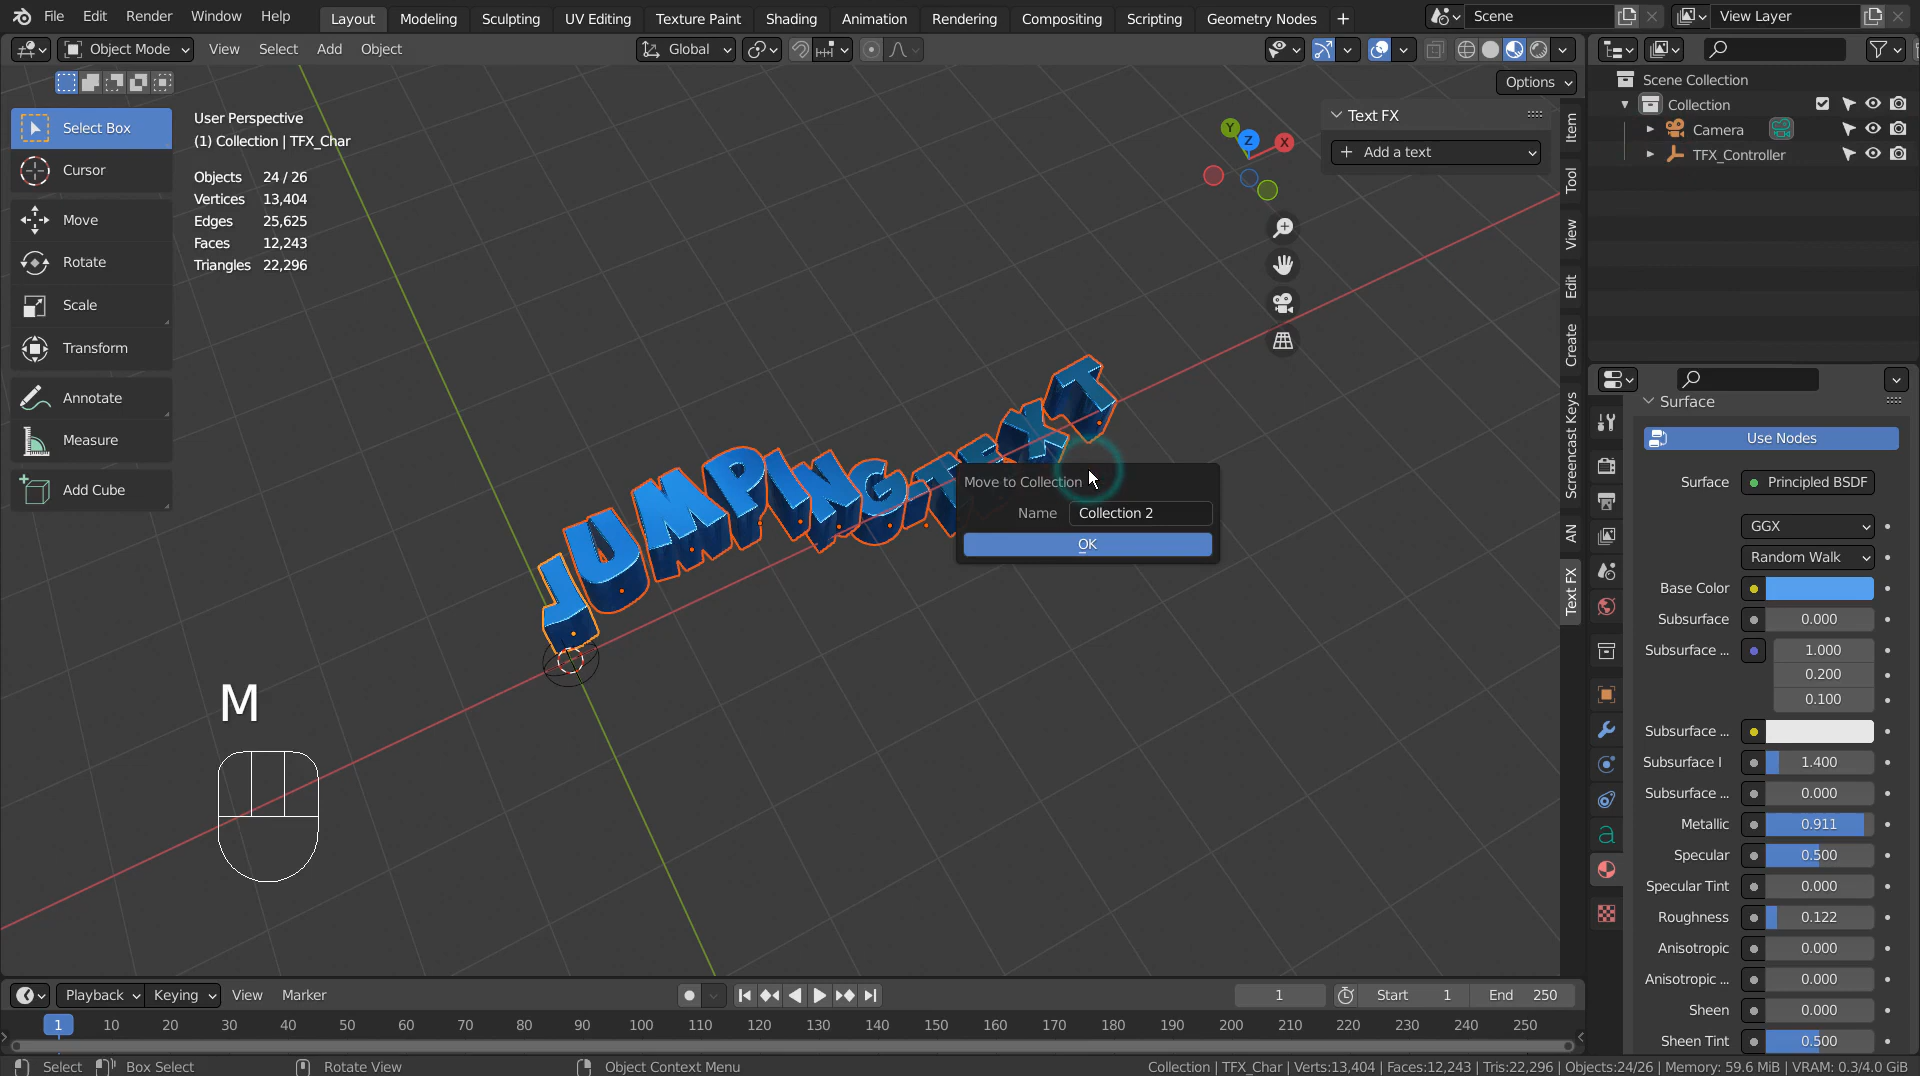 File Edit Render Window Help Layout Modeling Sculpting UV Editing Texture Paint Shading Animation Rendering Compositing Scripting Geometry Nodes + Scene View Layer
Object Mode View Select Add Object Global
Options
Select Box
Cursor
Move
Rotate
Scale
Transform
Annotate
Measure
Add Cube
User Perspective
(1) Collection | TFX_Char
Objects 24 / 26
Vertices 13,404
Edges 25,625
Faces 12,243
Triangles 22,296
Y Z X
Text FX
+ Add a text
Item
Tool
View
Edit
Create
Screencast Keys
AN
Text FX
JUMPING.TEXT
Move to Collection
Name Collection 2
OK
M
Scene Collection
Collection
Camera
TFX_Controller
Surface
Use Nodes
Surface Principled BSDF
GGX
Random Walk
Base Color
Subsurface 0.000
Subsurface ... 1.000
0.200
0.100
Subsurface ...
Subsurface I 1.400
Subsurface ... 0.000
Metallic 0.911
Specular 0.500
Specular Tint 0.000
Roughness 0.122
Anisotropic 0.000
Anisotropic ... 0.000
Sheen 0.000
Sheen Tint 0.500
Playback Keying View Marker 1 Start 1 End 250
1 10 20 30 40 50 60 70 80 90 100 110 120 130 140 150 160 170 180 190 200 210 220 230 240 250
Select Box Select Rotate View Object Context Menu Collection | TFX_Char | Verts:13,404 | Faces:12,243 | Tris:22,296 | Objects:24/26 | Memory: 59.6 MiB | VRAM: 0.3/4.0 GiB